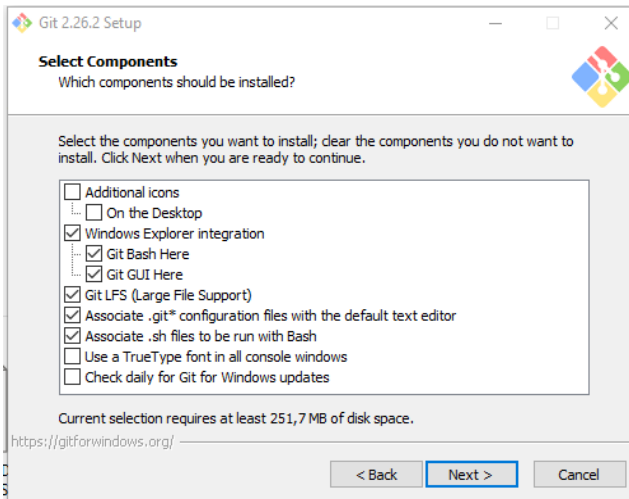 Git 2.26.2 Setup
Select Components
Which components should be installed?
Select the components you want to install; clear the components you do not want to
install. Click Next when you are ready to continue.
Additional icons
On the Desktop
Windows Explorer integration
Git Bash Here
Git GUI Here
Git LFS (Large File Support)
Associate .git* configuration files with the default text editor
Associate .sh files to be run with Bash
Use a TrueType font in all console windows
Check daily for Git for Windows updates
Current selection requires at least 251,7 MB of disk space.
https://gitforwindows.org/
< Back Next > Cancel